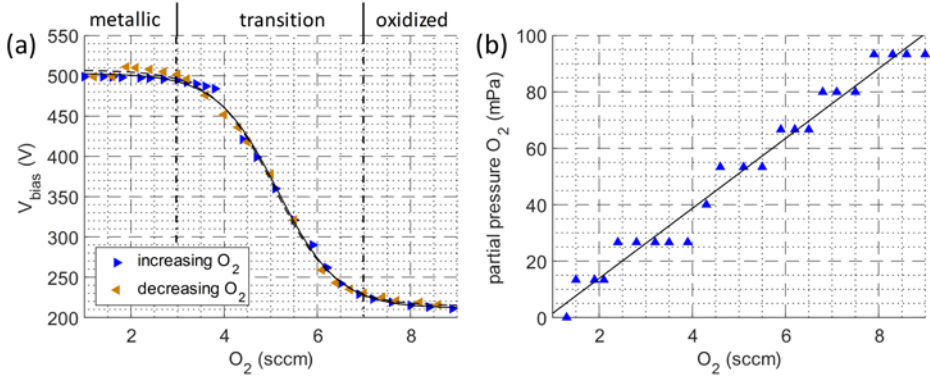 metallic transition oxidized
(a)
550
500
450
400
350
300
250
200
V_bias (V)
increasing O₂
decreasing O₂
2 4 6 8
O₂ (sccm)
(b)
100
80
60
40
20
0
partial pressure O₂ (mPa)
2 4 6 8
O₂ (sccm)